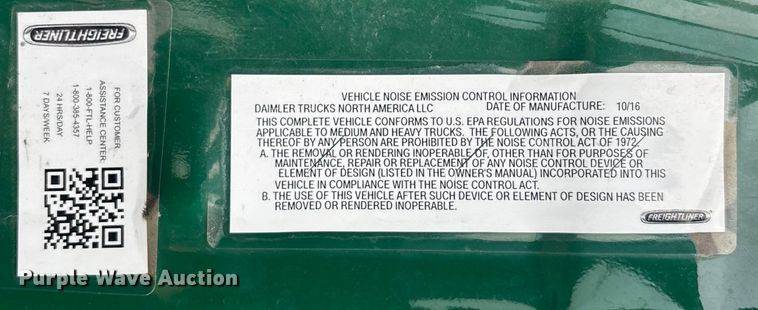 FREIGHTLINER
FOR CUSTOMER
ASSISTANCE CENTER:
1-800-FTL-HELP
1-800-385-4357
24 HRS/DAY
7 DAYS/WEEK
VEHICLE NOISE EMISSION CONTROL INFORMATION
DAIMLER TRUCKS NORTH AMERICA LLC DATE OF MANUFACTURE: 10/16
THIS COMPLETE VEHICLE CONFORMS TO U.S. EPA REGULATIONS FOR NOISE EMISSIONS
APPLICABLE TO MEDIUM AND HEAVY TRUCKS. THE FOLLOWING ACTS, OR THE CAUSING
THEREOF BY ANY PERSON ARE PROHIBITED BY THE NOISE CONTROL ACT OF 1972.
A. THE REMOVAL OR RENDERING INOPERABLE OF, OTHER THAN FOR PURPOSES OF
MAINTENANCE, REPAIR OR REPLACEMENT OF ANY NOISE CONTROL DEVICE OR
ELEMENT OF DESIGN (LISTED IN THE OWNER'S MANUAL) INCORPORATED INTO THIS
VEHICLE IN COMPLIANCE WITH THE NOISE CONTROL ACT.
B. THE USE OF THIS VEHICLE AFTER SUCH DEVICE OR ELEMENT OF DESIGN HAS BEEN
REMOVED OR RENDERED INOPERABLE.
FREIGHTLINER
Purple Wave Auction